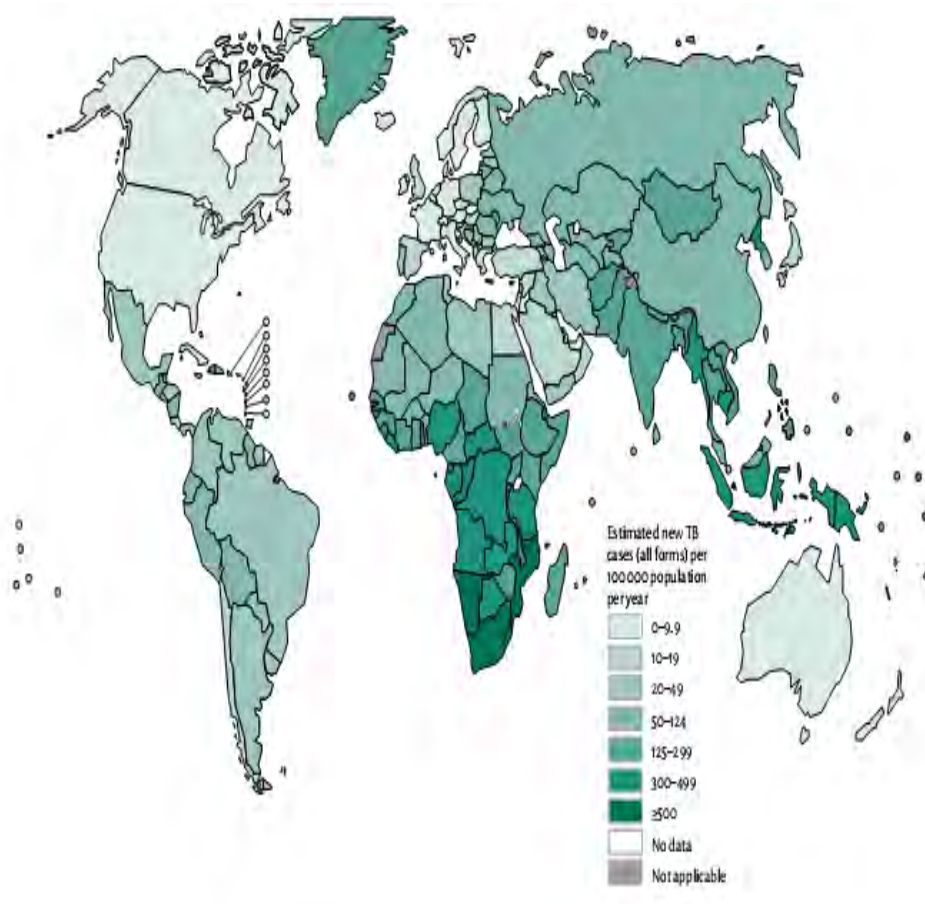 Estimated new TB
cases (all forms) per
100 000 population
per year
0–9.9
10–19
20–49
50–124
125–299
300–499
≥500
No data
Not applicable